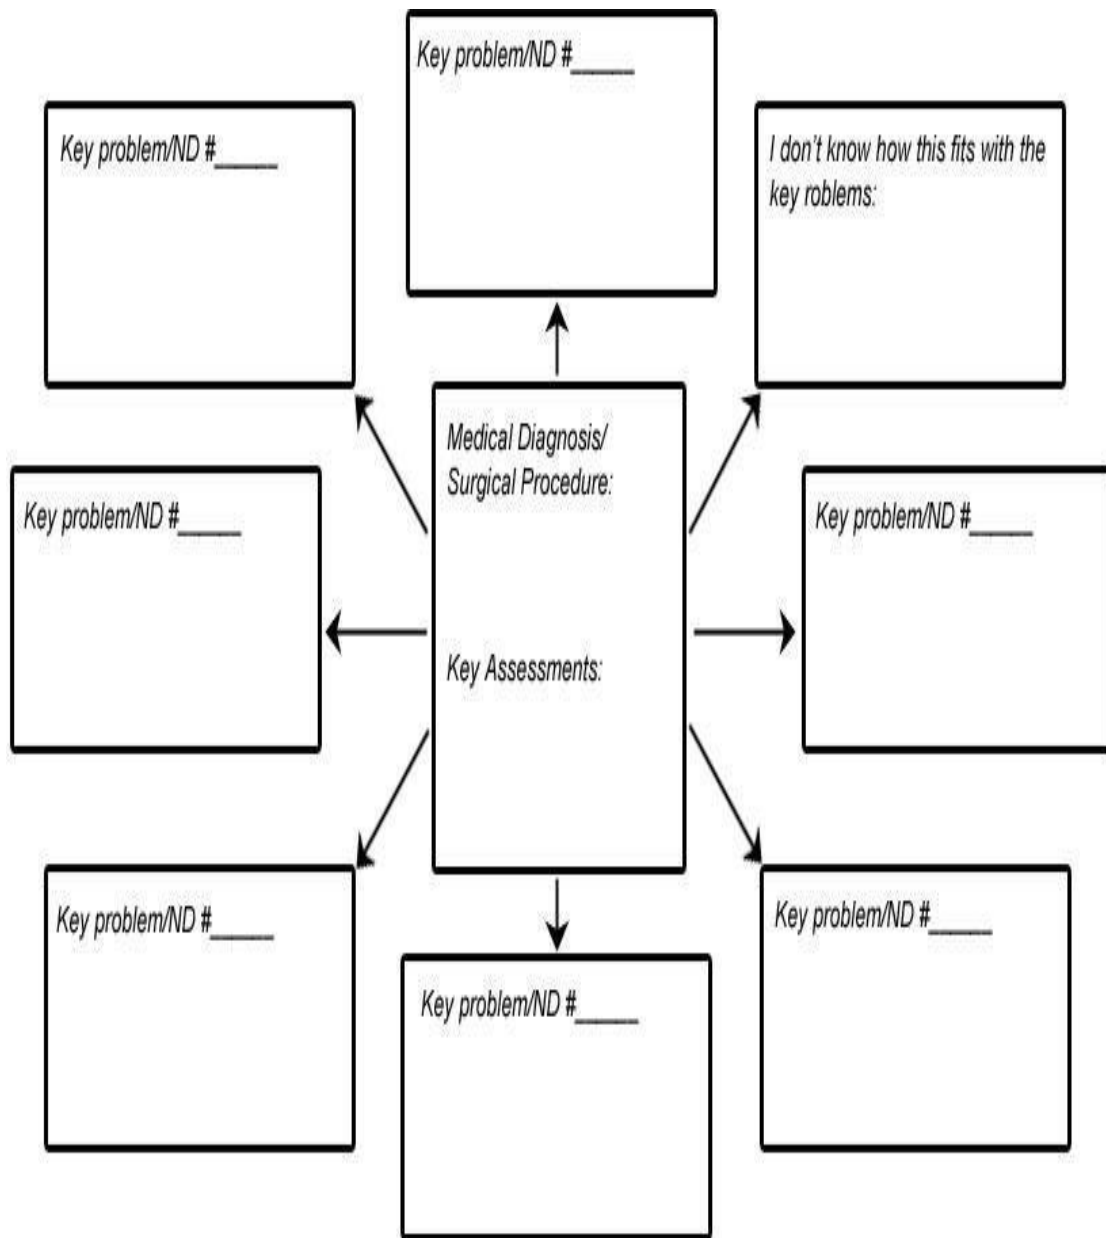 Key problem/ND #_____
Key problem/ND #_____
I don't know how this fits with the
key roblems:
Medical Diagnosis/
Surgical Procedure:
Key problem/ND #_____
Key problem/ND #_____
Key Assessments:
Key problem/ND #_____
Key problem/ND #_____
Key problem/ND #_____